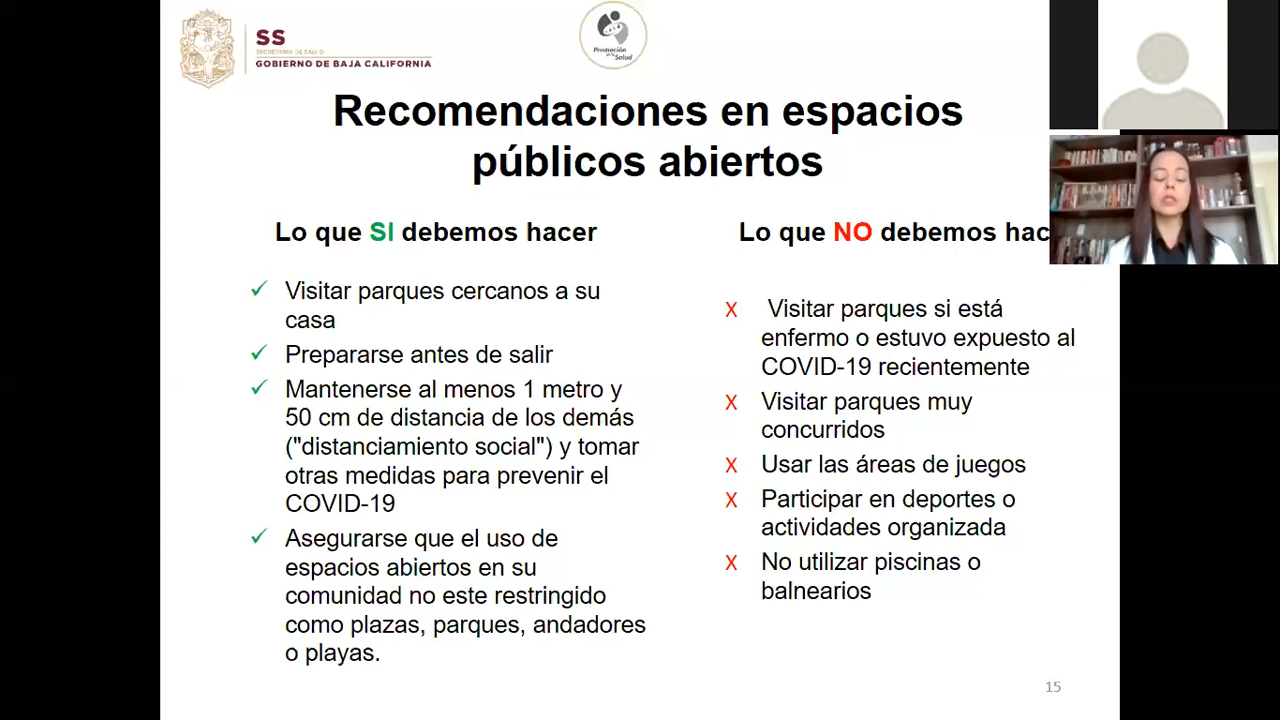 SS
SECRETARÍA DE SALUD
GOBIERNO DE BAJA CALIFORNIA
Promoción
de la
Salud
Recomendaciones en espacios
públicos abiertos
Lo que SI debemos hacer
✓ Visitar parques cercanos a su
casa
✓ Prepararse antes de salir
✓ Mantenerse al menos 1 metro y
50 cm de distancia de los demás
("distanciamiento social") y tomar
otras medidas para prevenir el
COVID-19
✓ Asegurarse que el uso de
espacios abiertos en su
comunidad no este restringido
como plazas, parques, andadores
o playas.
Lo que NO debemos hac
X Visitar parques si está
enfermo o estuvo expuesto al
COVID-19 recientemente
X Visitar parques muy
concurridos
X Usar las áreas de juegos
X Participar en deportes o
actividades organizada
X No utilizar piscinas o
balnearios
15